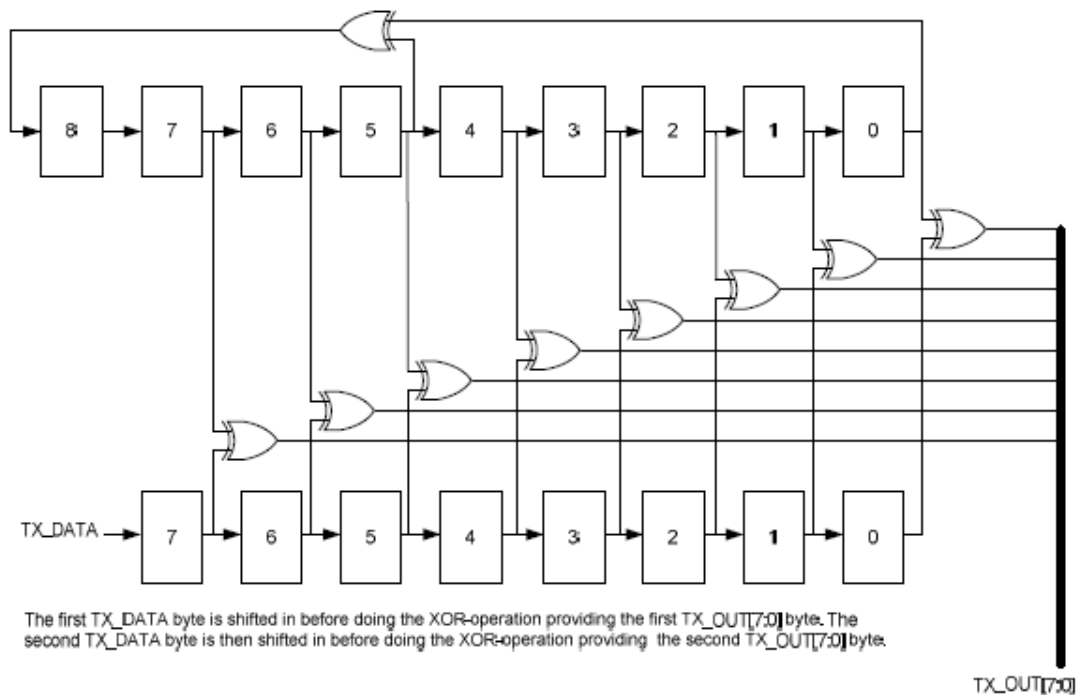 8 7 6 5 4 3 2 1 0
TX_DATA 7 6 5 4 3 2 1 0
The first TX_DATA byte is shifted in before doing the XOR-operation providing the first TX_OUT[7:0] byte. The
second TX_DATA byte is then shifted in before doing the XOR-operation providing the second TX_OUT[7:0] byte.
TX_OUT[7:0]